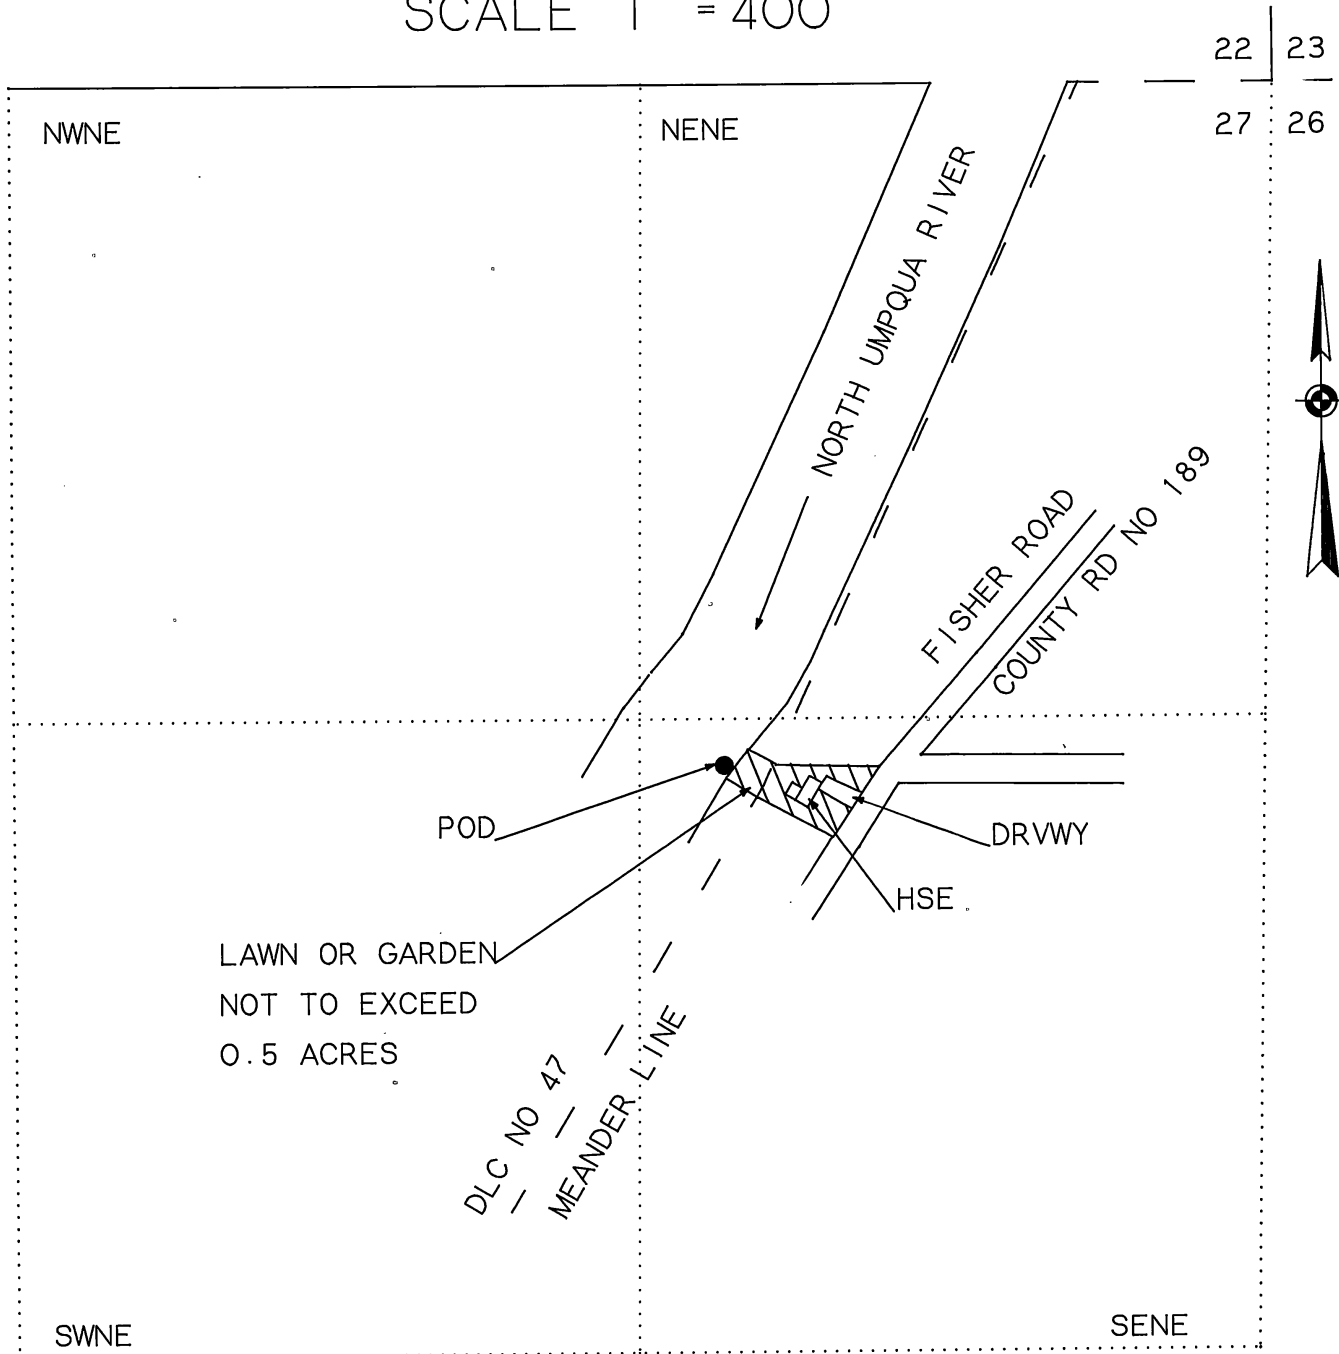 SCALE 1 = 400
22 23
NWNE
NENE
27 26
NORTH UMPQUA RIVER
FISHER ROAD
COUNTY RD NO 189
POD
DRVWY
HSE
LAWN OR GARDEN
NOT TO EXCEED
0.5 ACRES
DLC NO 47
MEANDER LINE
SWNE
SENE